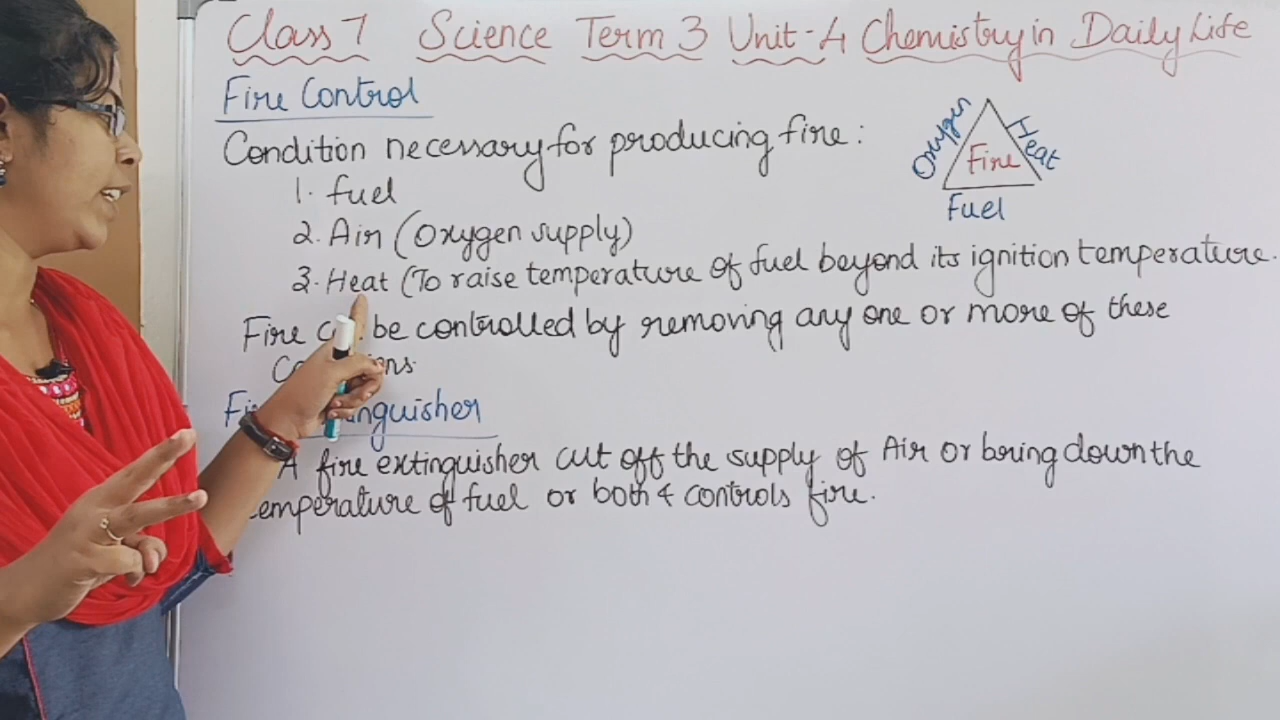 Class 7 Science Term 3 Unit-4 Chemistry in Daily Life
Fire Control
Condition necessary for producing fire :
1. fuel
2. Air (Oxygen supply)
3. Heat (To raise temperature of fuel beyond its ignition temperature.
Oxygen
Heat
Fire
Fuel
Fire be controlled by removing any one or more of these
A fire extinguisher cut off the supply of Air or bring down the
temperature of fuel or both & controls fire.